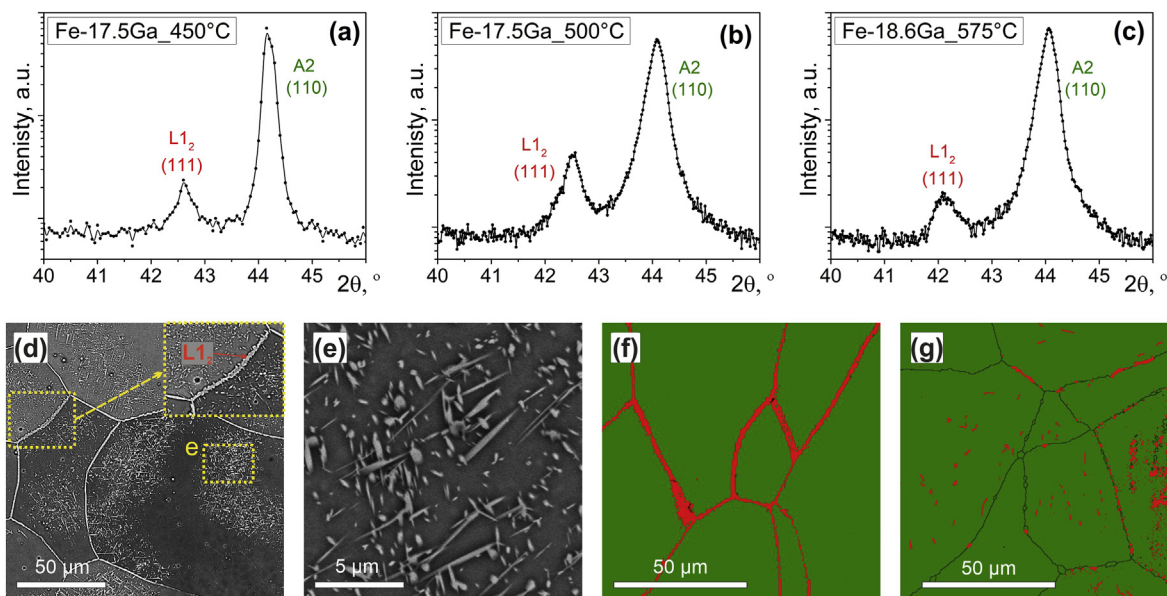 Fe-17.5Ga_450°C
(a)
Intenisty, a.u.
L1₂
(111)
A2
(110)
40 41 42 43 44 45
2θ, °
Fe-17.5Ga_500°C
(b)
Intenisty, a.u.
L1₂
(111)
A2
(110)
40 41 42 43 44 45
2θ, °
Fe-18.6Ga_575°C
(c)
Intenisty, a.u.
L1₂
(111)
A2
(110)
40 41 42 43 44 45
2θ, °
(d)
L1₂
e
50 µm
(e)
5 µm
(f)
50 µm
(g)
50 µm